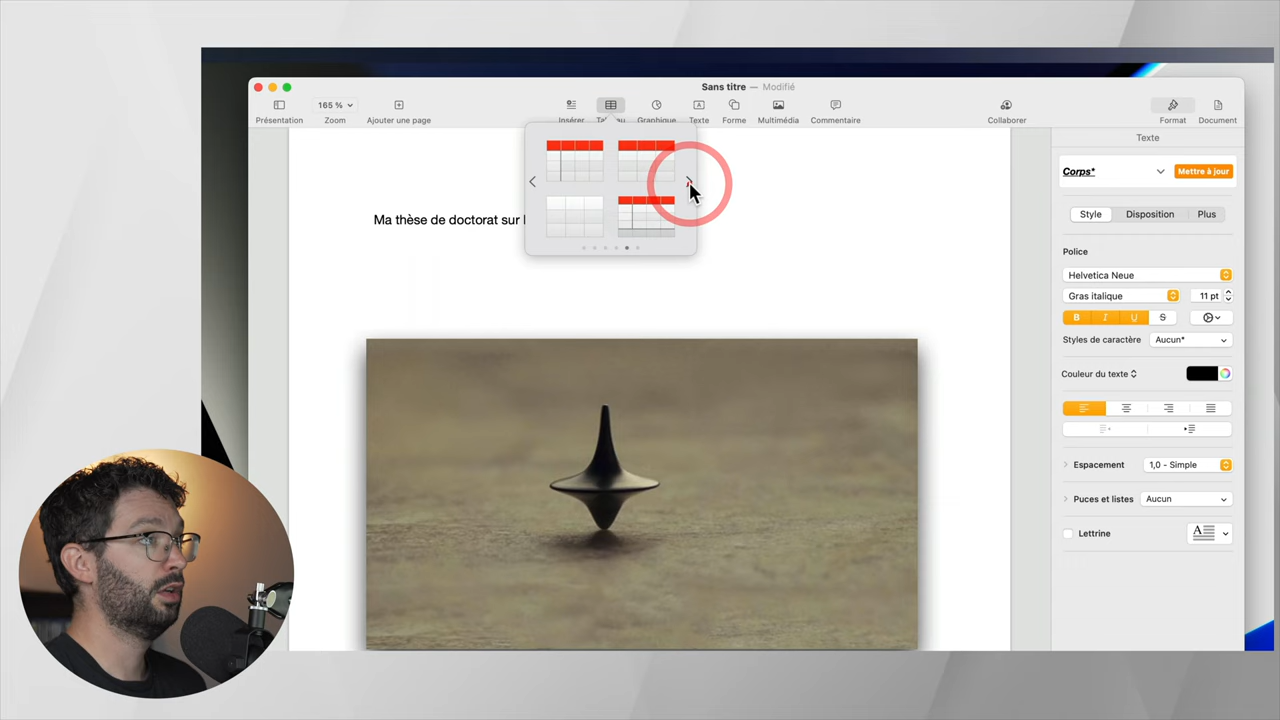 Sans titre — Modifié
165 %
Présentation
Zoom
Ajouter une page
Insérer
Graphique
Texte
Forme
Multimédia
Commentaire
Collaborer
Format
Document
Texte
Corps*
Mettre à jour
Style
Disposition
Plus
Ma thèse de doctorat sur
Police
Helvetica Neue
Gras italique
11 pt
B I U S
Styles de caractère
Aucun*
Couleur du texte
Espacement
1,0 - Simple
Puces et listes
Aucun
Lettrine
A